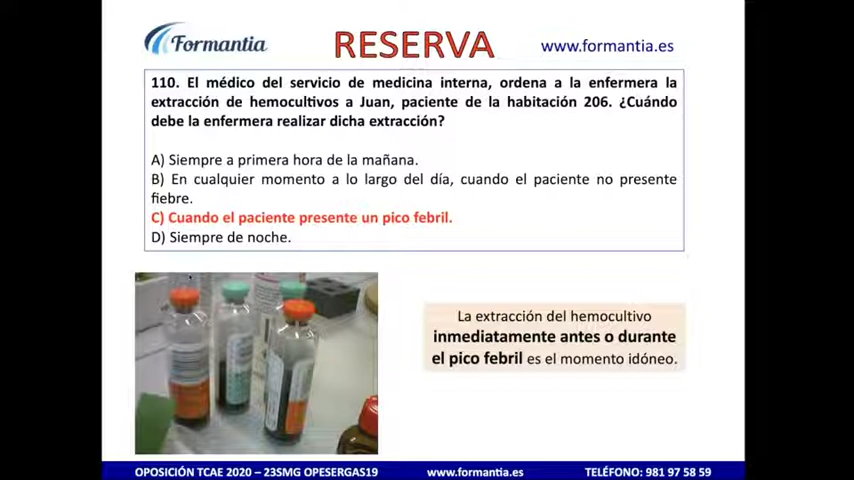 Formantia
RESERVA
www.formantia.es
110. El médico del servicio de medicina interna, ordena a la enfermera la
extracción de hemocultivos a Juan, paciente de la habitación 206. ¿Cuándo
debe la enfermera realizar dicha extracción?
A) Siempre a primera hora de la mañana.
B) En cualquier momento a lo largo del día, cuando el paciente no presente
fiebre.
C) Cuando el paciente presente un pico febril.
D) Siempre de noche.
La extracción del hemocultivo
inmediatamente antes o durante
el pico febril es el momento idóneo.
OPOSICIÓN TCAE 2020 – 23SMG OPESERGAS19
www.formantia.es
TELÉFONO: 981 97 58 59